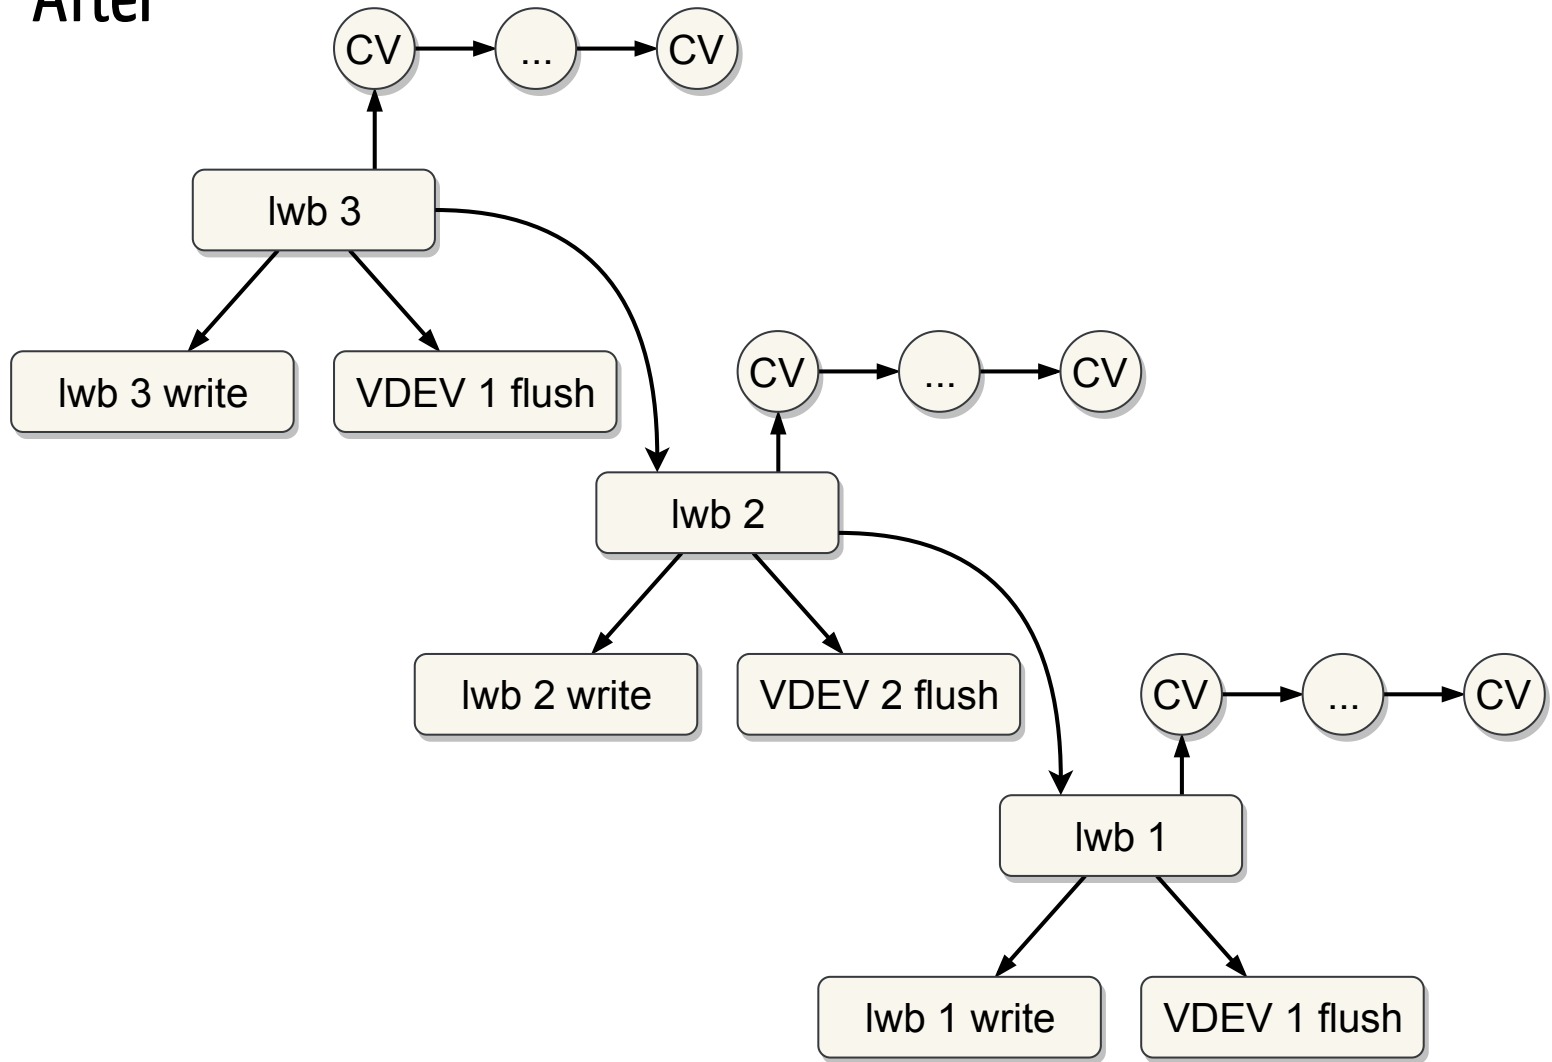 After
CV
...
CV
lwb 3
lwb 3 write
VDEV 1 flush
CV
...
CV
lwb 2
lwb 2 write
VDEV 2 flush
CV
...
CV
lwb 1
lwb 1 write
VDEV 1 flush